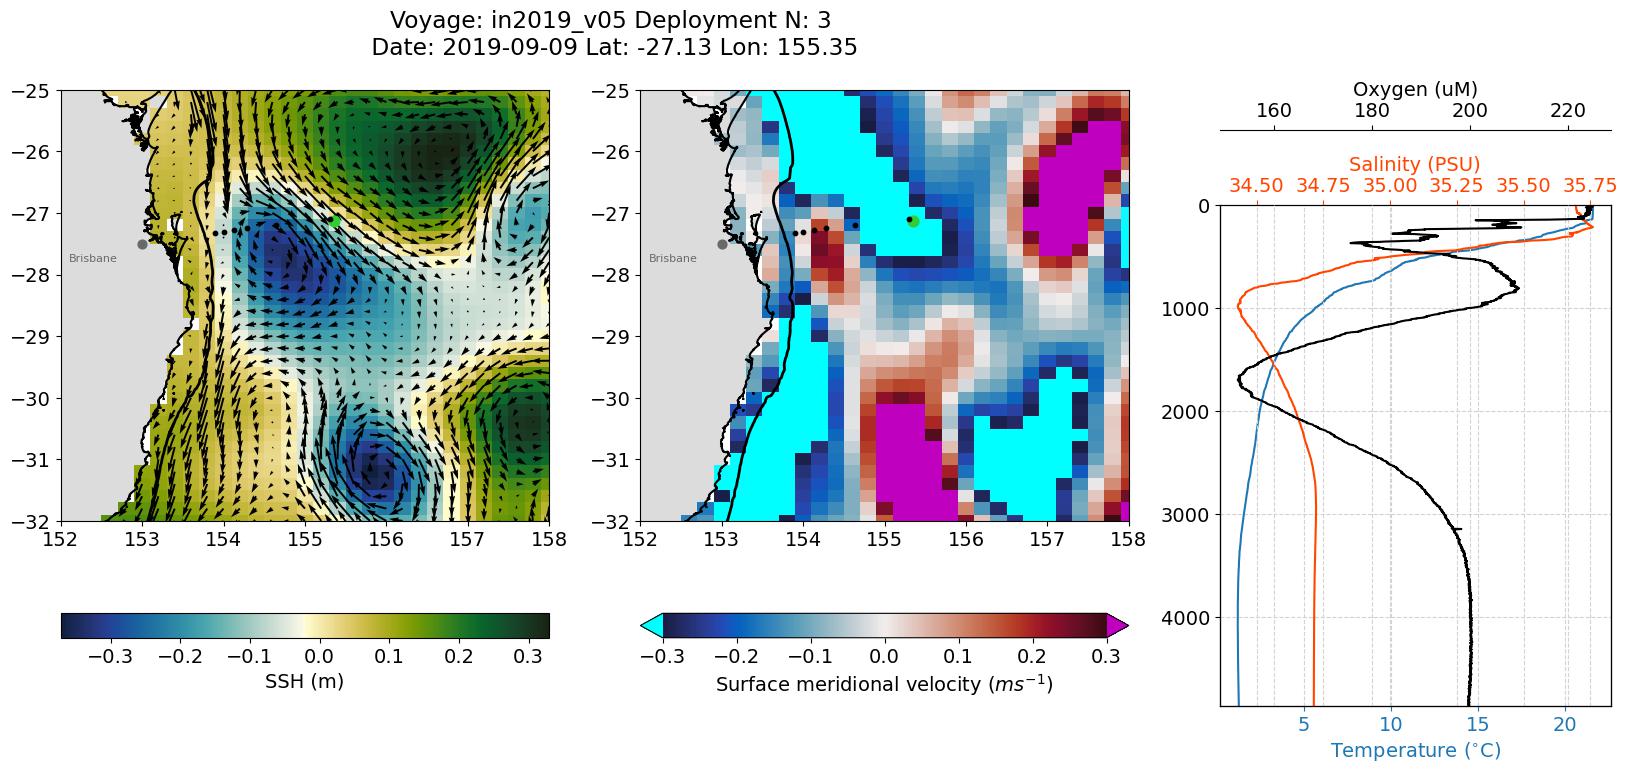 Voyage: in2019_v05 Deployment N: 3
Date: 2019-09-09 Lat: -27.13 Lon: 155.35
−25
−26
−27
−28
−29
−30
−31
−32
152 153 154 155 156 157 158
Brisbane
−0.3 −0.2 −0.1 0.0 0.1 0.2 0.3
SSH (m)
−25
−26
−27
−28
−29
−30
−31
−32
152 153 154 155 156 157 158
Brisbane
−0.3 −0.2 −0.1 0.0 0.1 0.2 0.3
Surface meridional velocity (ms⁻¹)
Oxygen (uM)
160 180 200 220
Salinity (PSU)
34.50 34.75 35.00 35.25 35.50 35.75
0
1000
2000
3000
4000
5 10 15 20
Temperature (°C)